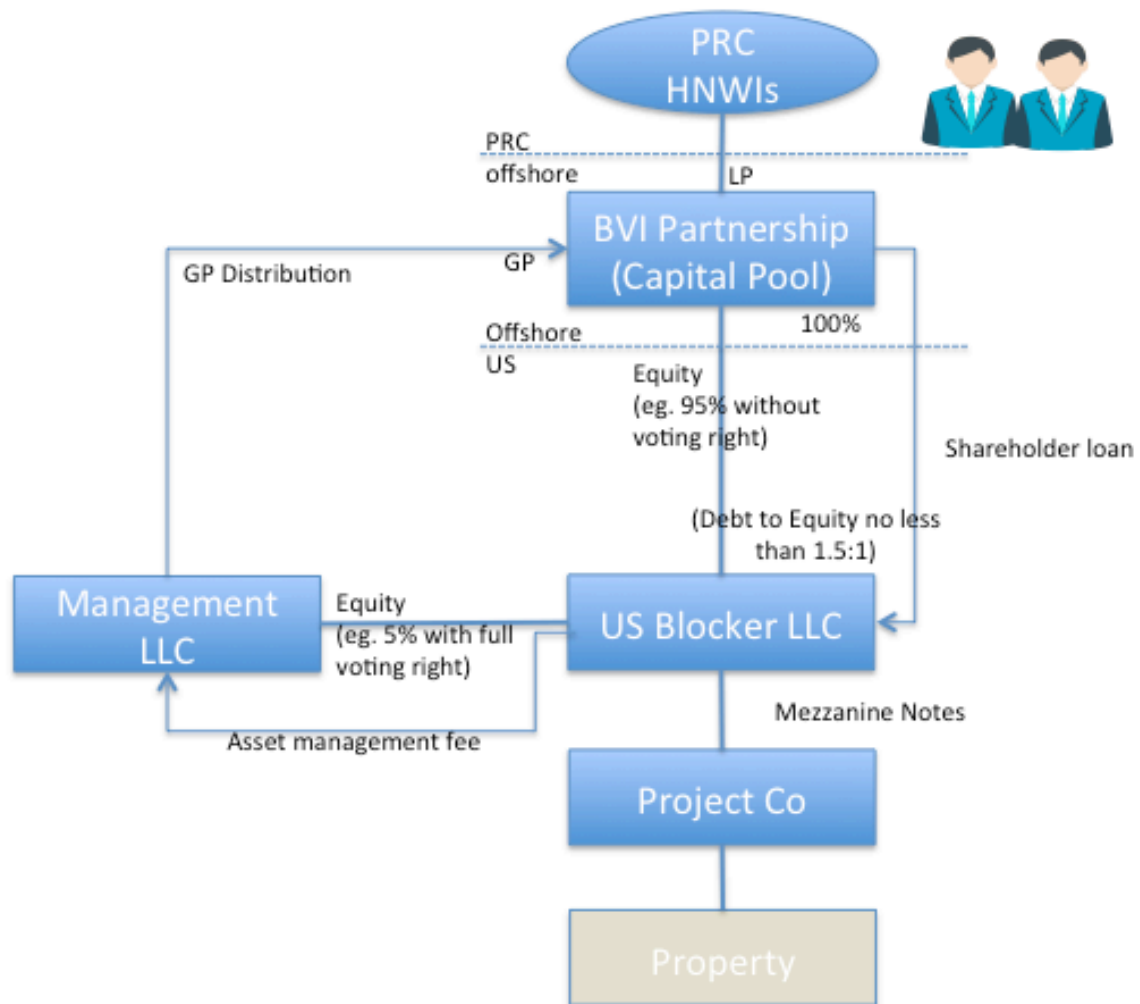 PRC
HNWIs
PRC
offshore
LP
BVI Partnership
(Capital Pool)
GP
GP Distribution
100%
Offshore
US
Equity
(eg. 95% without
voting right)
Shareholder loan
(Debt to Equity no less
than 1.5:1)
Management
LLC
Equity
(eg. 5% with full
voting right)
US Blocker LLC
Asset management fee
Mezzanine Notes
Project Co
Property